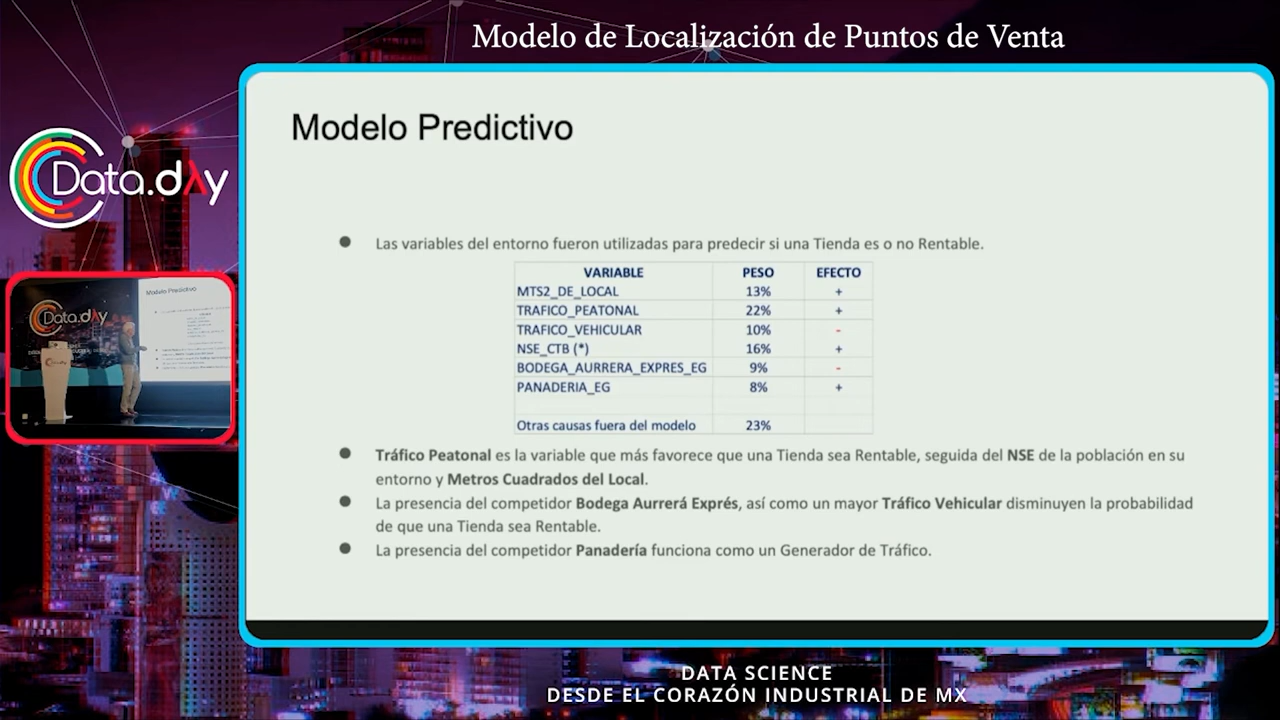 Modelo de Localización de Puntos de Venta
Data.day
Modelo Predictivo
Las variables del entorno fueron utilizadas para predecir si una Tienda es o no Rentable.
VARIABLE PESO EFECTO
MTS2_DE_LOCAL 13% +
TRAFICO_PEATONAL 22% +
TRAFICO_VEHICULAR 10% -
NSE_CTB (*) 16% +
BODEGA_AURRERA_EXPRES_EG 9% -
PANADERIA_EG 8% +
Otras causas fuera del modelo 23%
Tráfico Peatonal es la variable que más favorece que una Tienda sea Rentable, seguida del NSE de la población en su
entorno y Metros Cuadrados del Local.
La presencia del competidor Bodega Aurrerá Exprés, así como un mayor Tráfico Vehicular disminuyen la probabilidad
de que una Tienda sea Rentable.
La presencia del competidor Panadería funciona como un Generador de Tráfico.
Data.day
Modelo Predictivo
DATA SCIENCE
DESDE EL CORAZÓN INDUSTRIAL DE MX